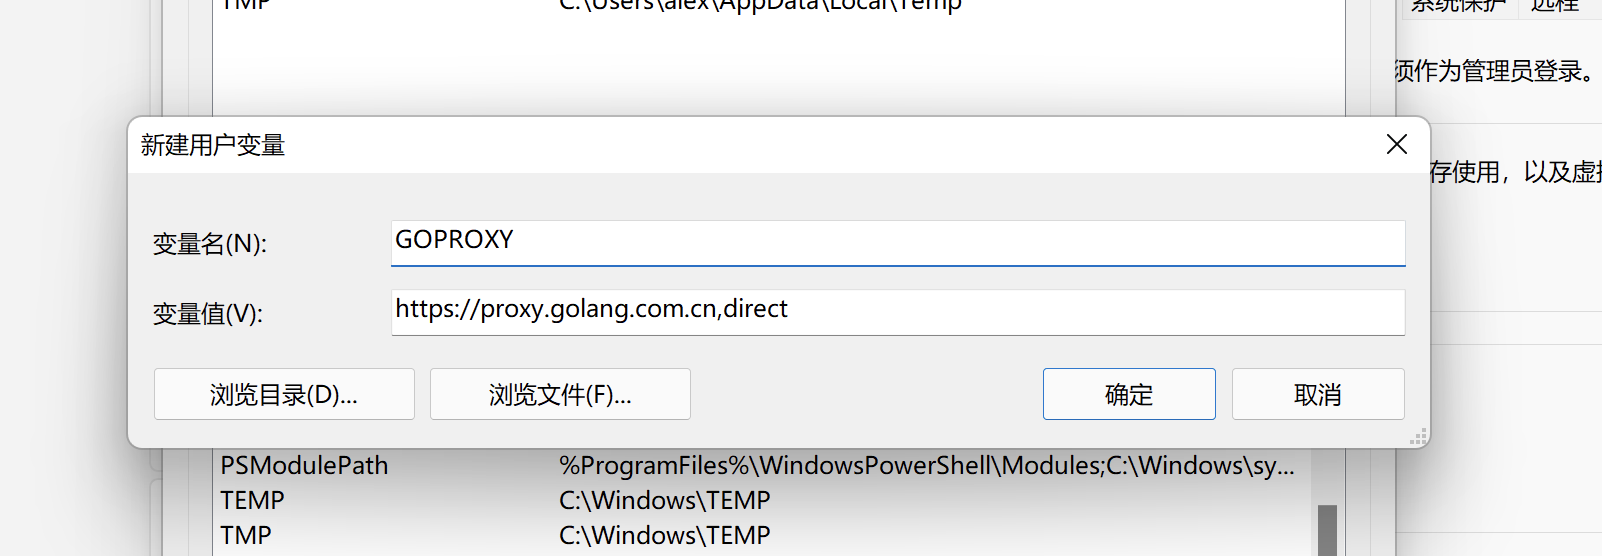 TMP C:\Users\alex\AppData\Local\Temp
系统保护 远程
须作为管理员登录。
新建用户变量
存使用，以及虚拟
变量名(N): GOPROXY
变量值(V): https://proxy.golang.com.cn,direct
浏览目录(D)... 浏览文件(F)... 确定 取消
PSModulePath %ProgramFiles%\WindowsPowerShell\Modules;C:\Windows\sy...
TEMP C:\Windows\TEMP
TMP C:\Windows\TEMP